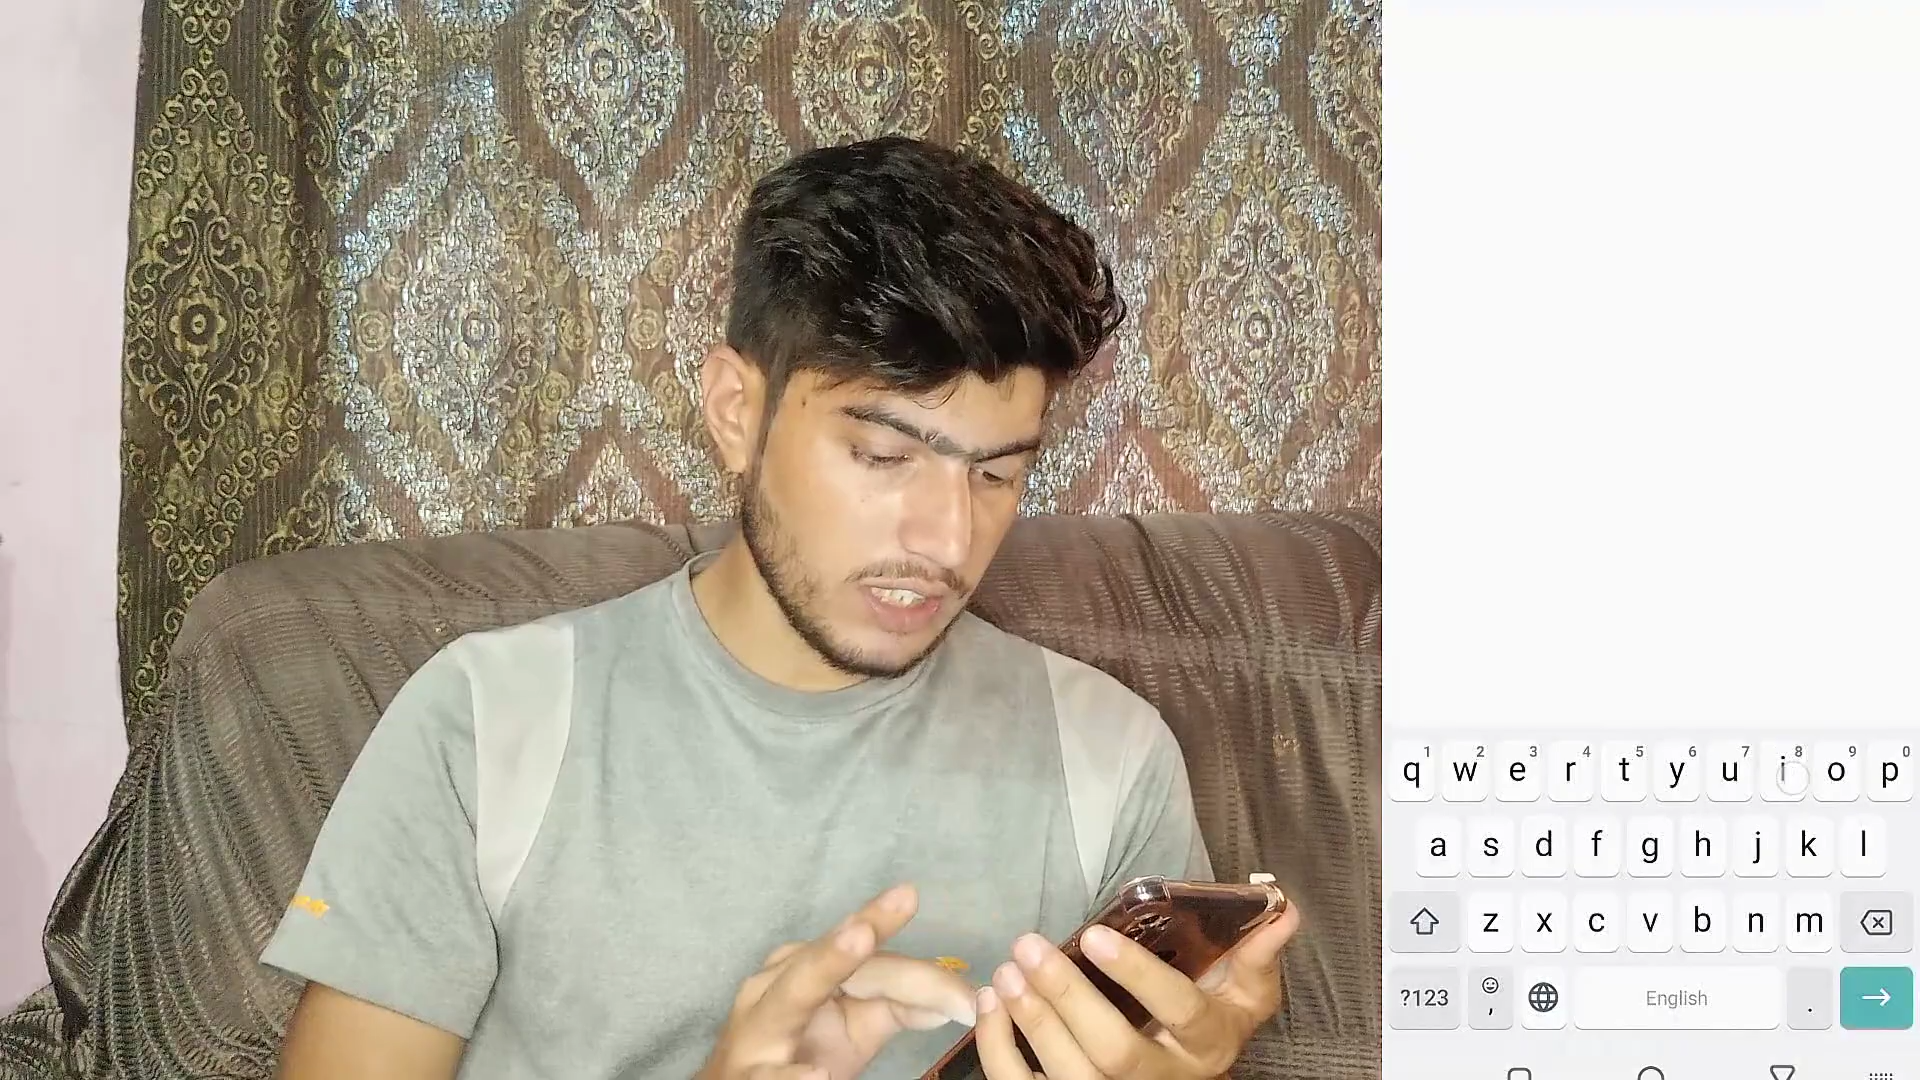 1 2 3 4 5 6 7 8 9 0
q w e r t y u i o p
a s d f g h j k l
z x c v b n m
?123 , English .